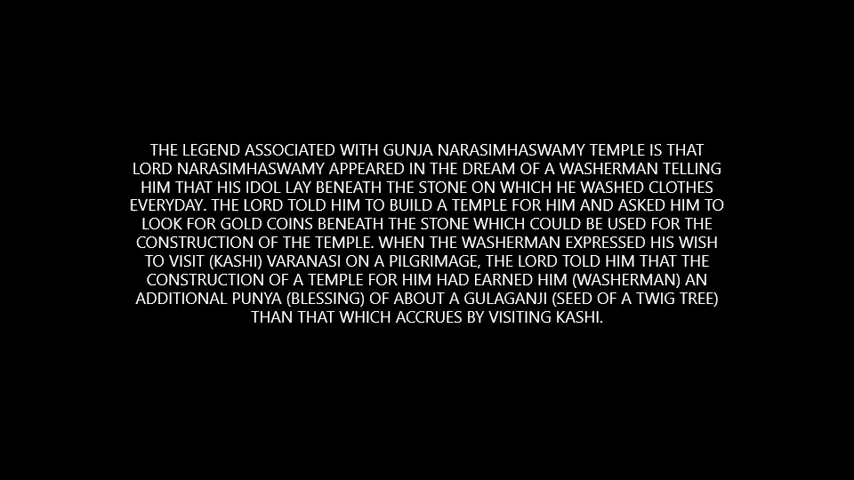 THE LEGEND ASSOCIATED WITH GUNJA NARASIMHASWAMY TEMPLE IS THAT
LORD NARASIMHASWAMY APPEARED IN THE DREAM OF A WASHERMAN TELLING
HIM THAT HIS IDOL LAY BENEATH THE STONE ON WHICH HE WASHED CLOTHES
EVERYDAY. THE LORD TOLD HIM TO BUILD A TEMPLE FOR HIM AND ASKED HIM TO
LOOK FOR GOLD COINS BENEATH THE STONE WHICH COULD BE USED FOR THE
CONSTRUCTION OF THE TEMPLE. WHEN THE WASHERMAN EXPRESSED HIS WISH
TO VISIT (KASHI) VARANASI ON A PILGRIMAGE, THE LORD TOLD HIM THAT THE
CONSTRUCTION OF A TEMPLE FOR HIM HAD EARNED HIM (WASHERMAN) AN
ADDITIONAL PUNYA (BLESSING) OF ABOUT A GULAGANJI (SEED OF A TWIG TREE)
THAN THAT WHICH ACCRUES BY VISITING KASHI.